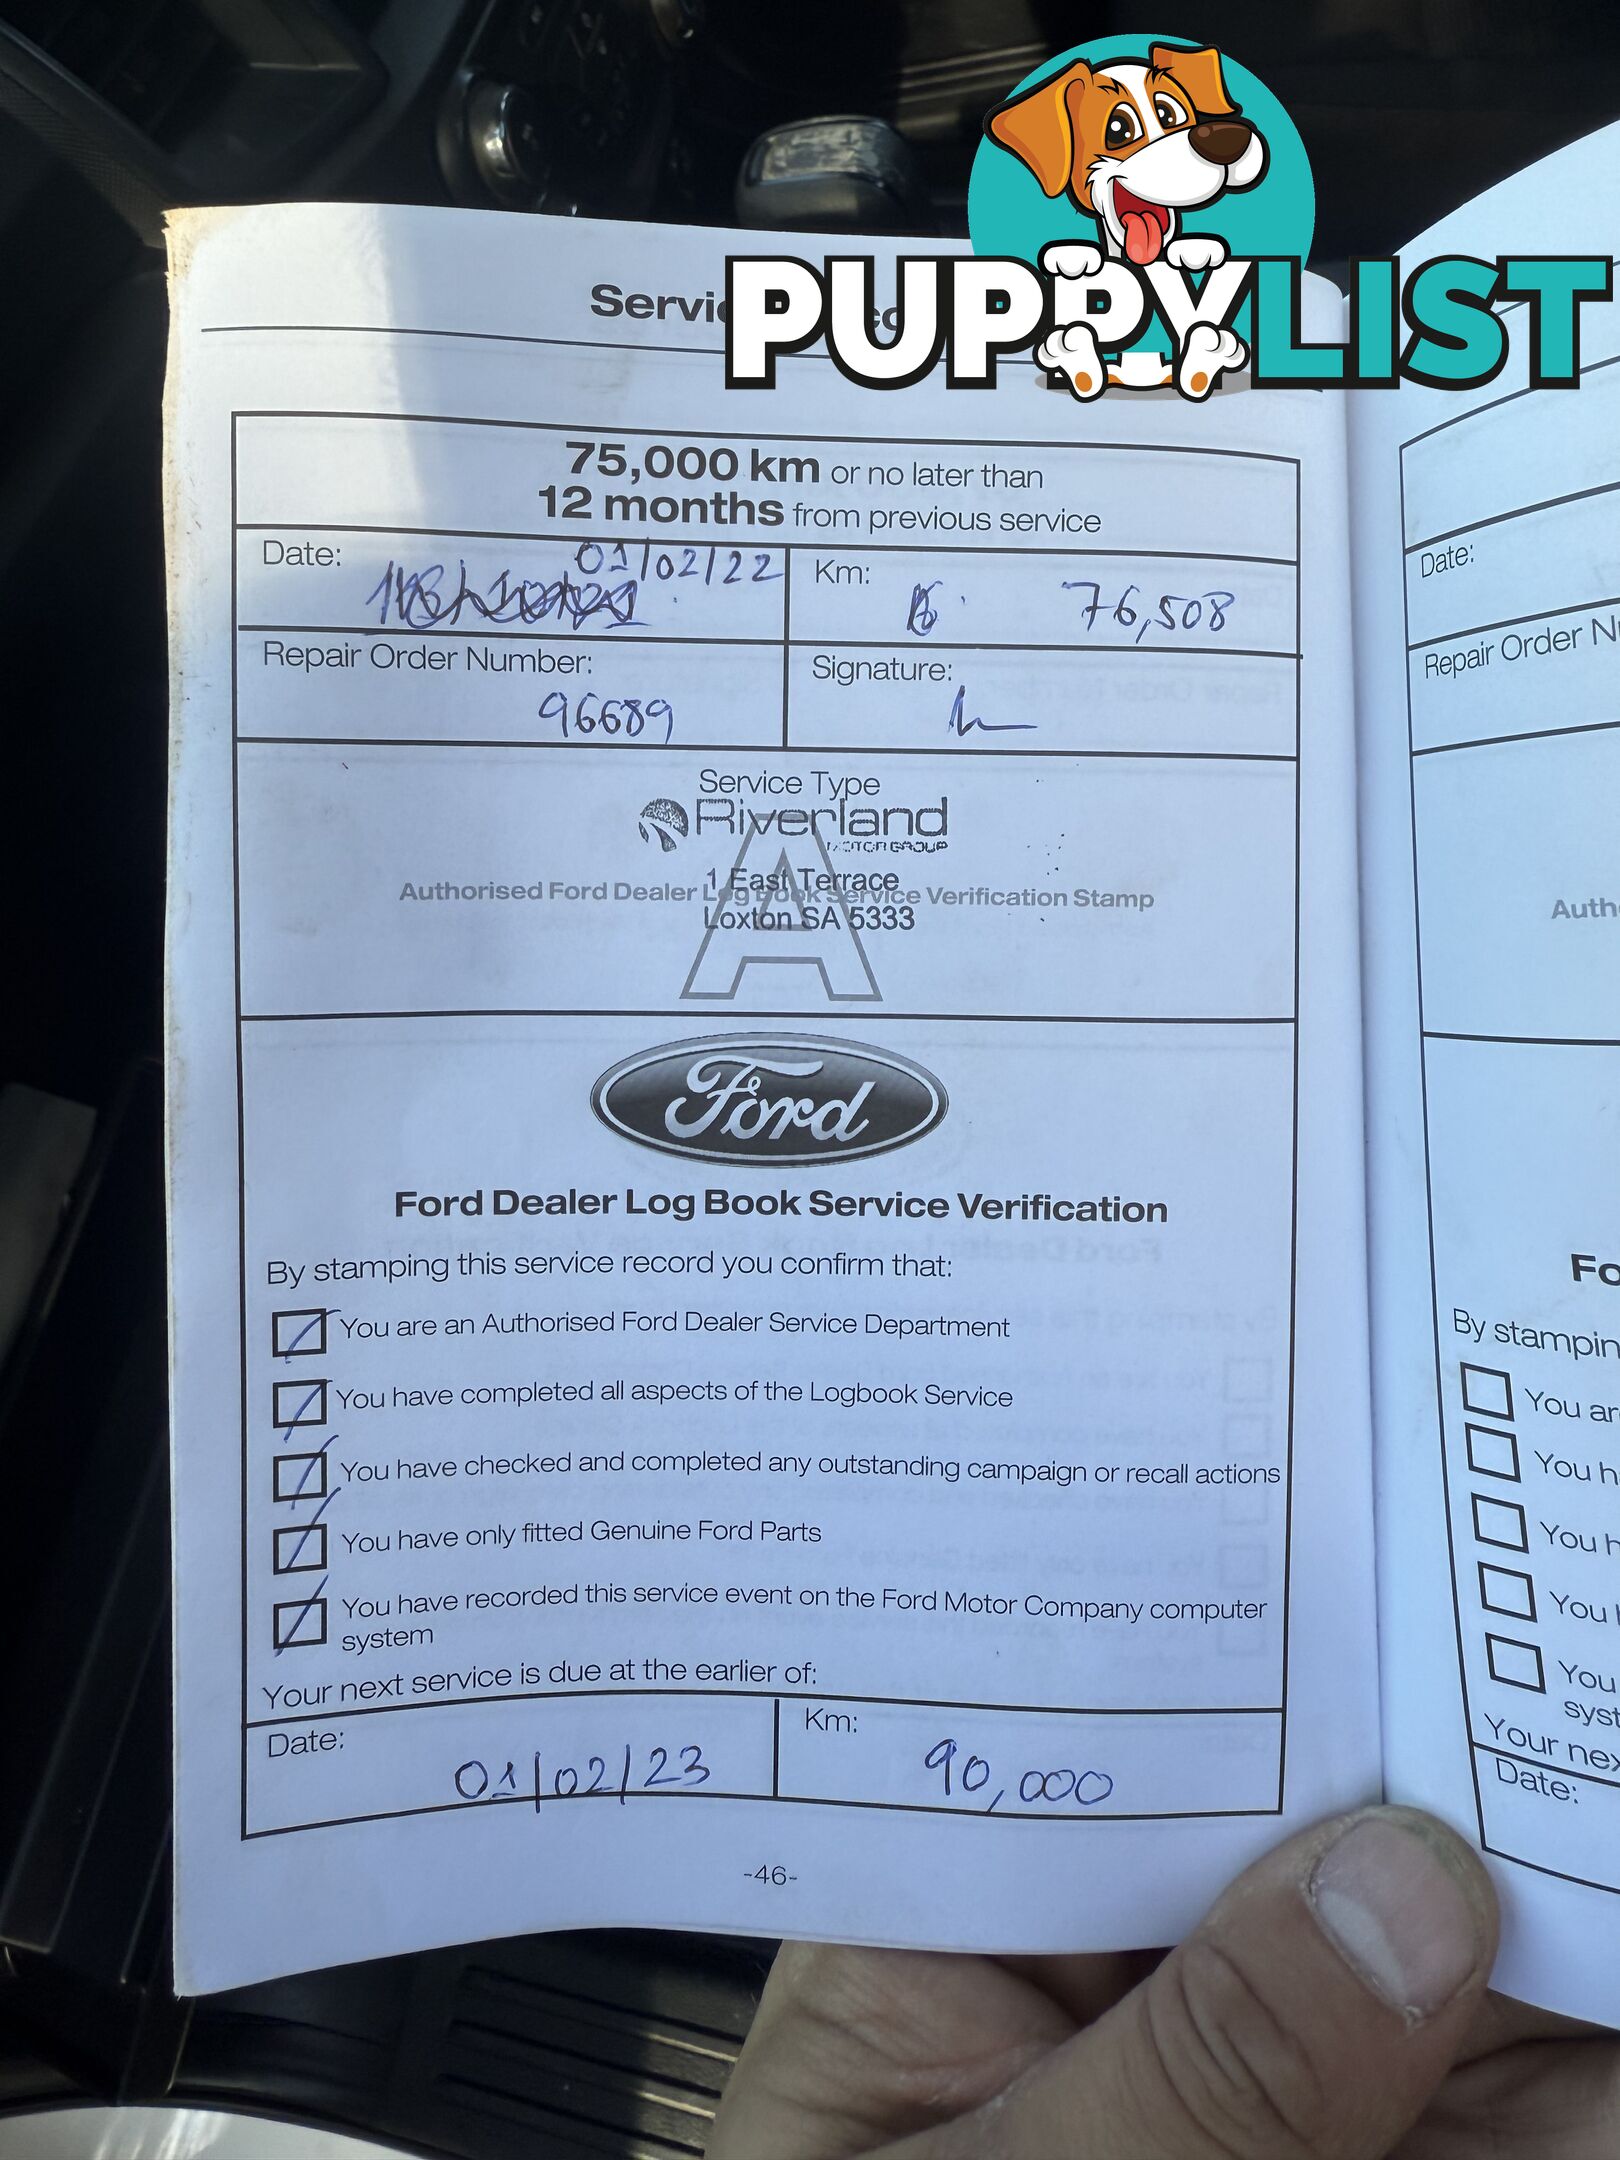 PUPPYLIST
75,000 km or no later than
12 months from previous service
Date: 01/02/22
Km: 76,508
Repair Order Number:
96689
Signature:
Service Type
Riverland
MOTOR GROUP
1 East Terrace
Authorised Ford Dealer Log Book Service Verification Stamp
Loxton SA 5333
A
Ford
Ford Dealer Log Book Service Verification
By stamping this service record you confirm that:
You are an Authorised Ford Dealer Service Department
You have completed all aspects of the Logbook Service
You have checked and completed any outstanding campaign or recall actions
You have only fitted Genuine Ford Parts
You have recorded this service event on the Ford Motor Company computer
system
Your next service is due at the earlier of:
Date: 01/02/23
Km: 90,000
-46-
Date:
Repair Order
By
You
You
You
You
You
Your
Date: